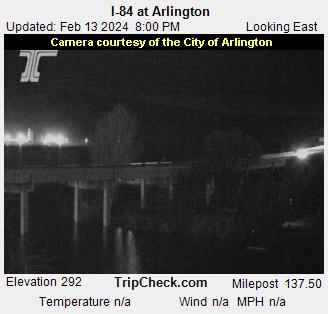 I-84 at Arlington
Updated: Feb 13 2024 8:00 PM Looking East
Camera courtesy of the City of Arlington
Elevation 292 TripCheck.com Milepost 137.50
Temperature n/a Wind n/a MPH n/a